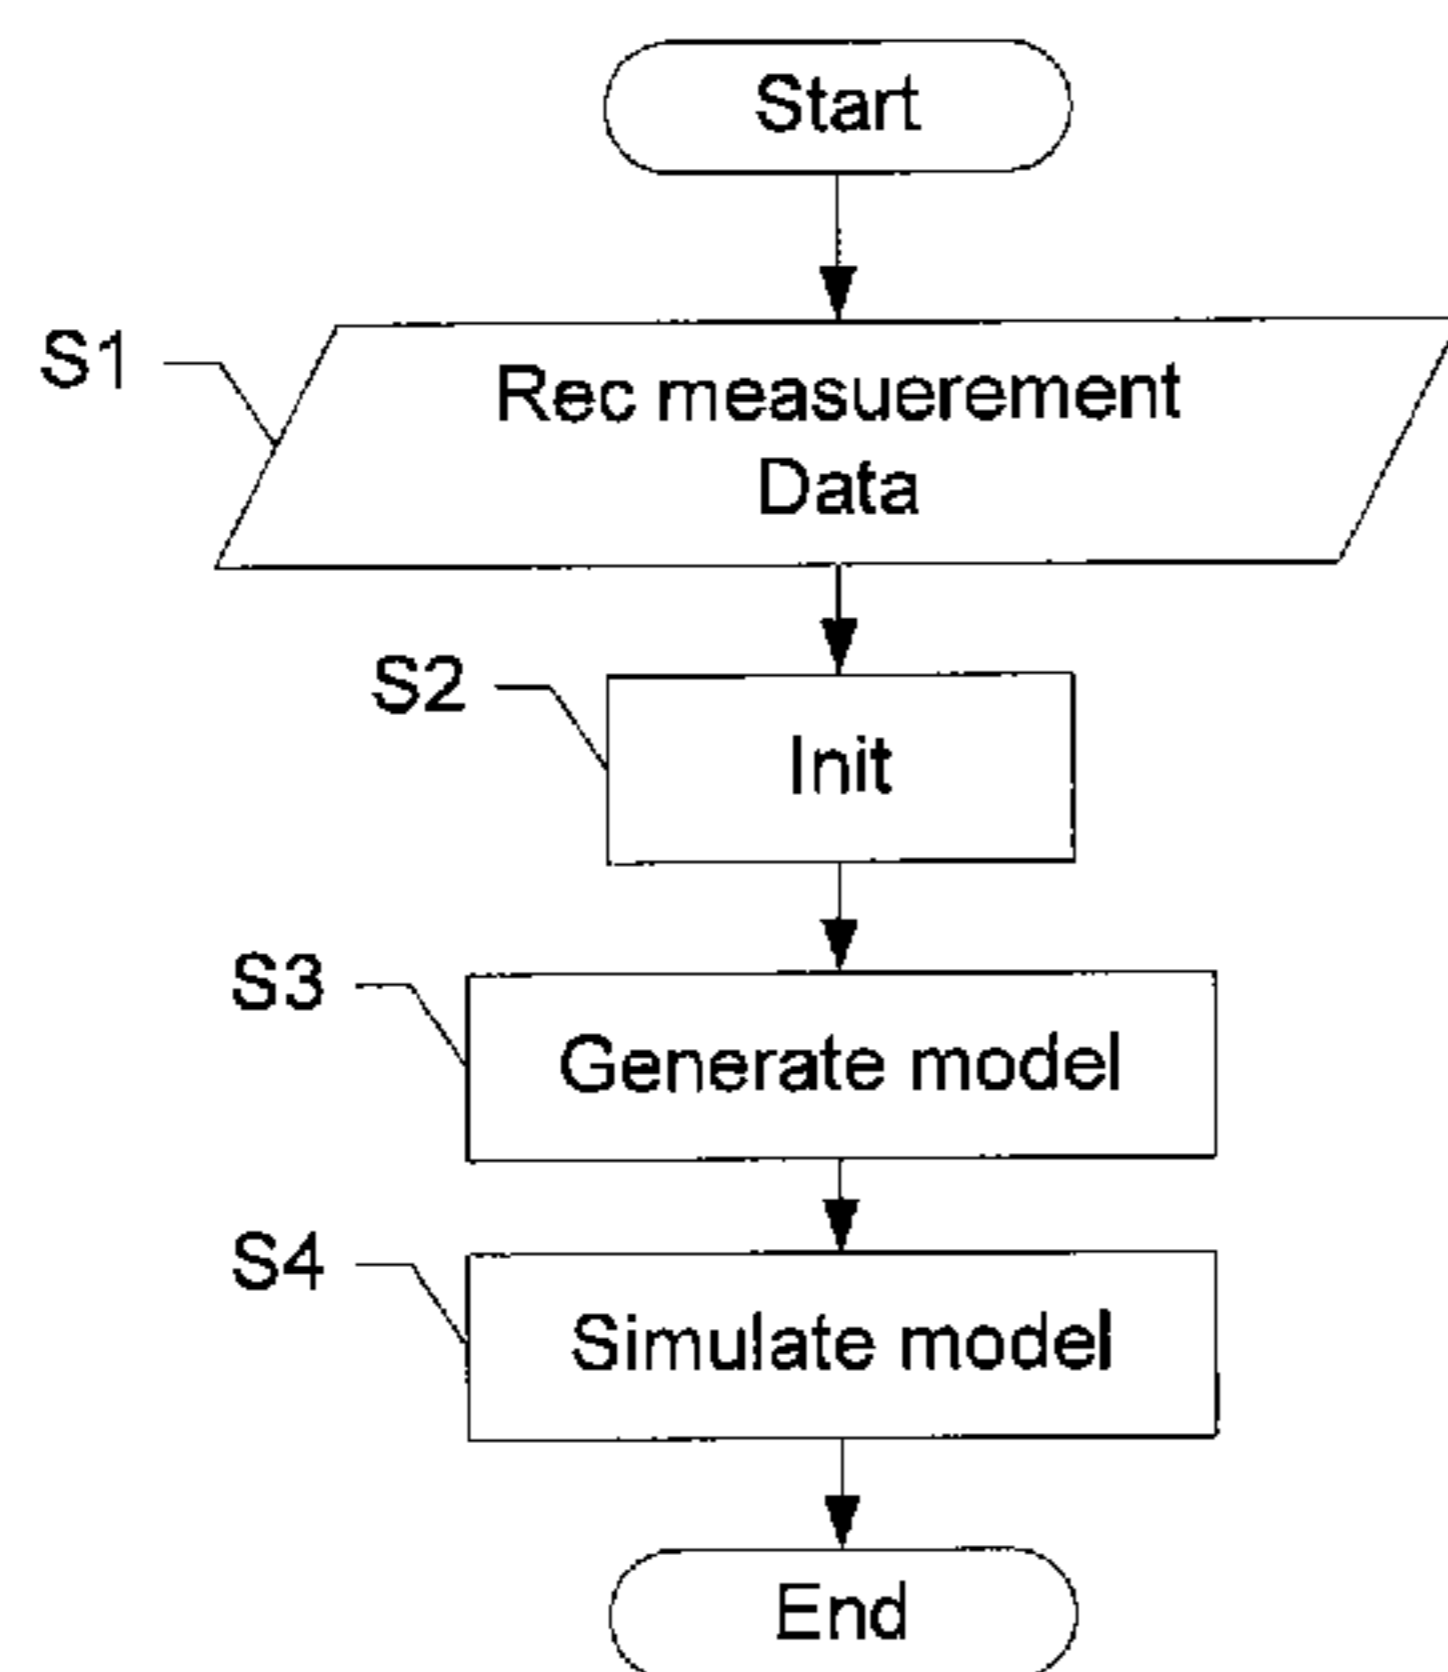 Start
S1
Rec measuerement
Data
S2
Init
S3
Generate model
S4
Simulate model
End